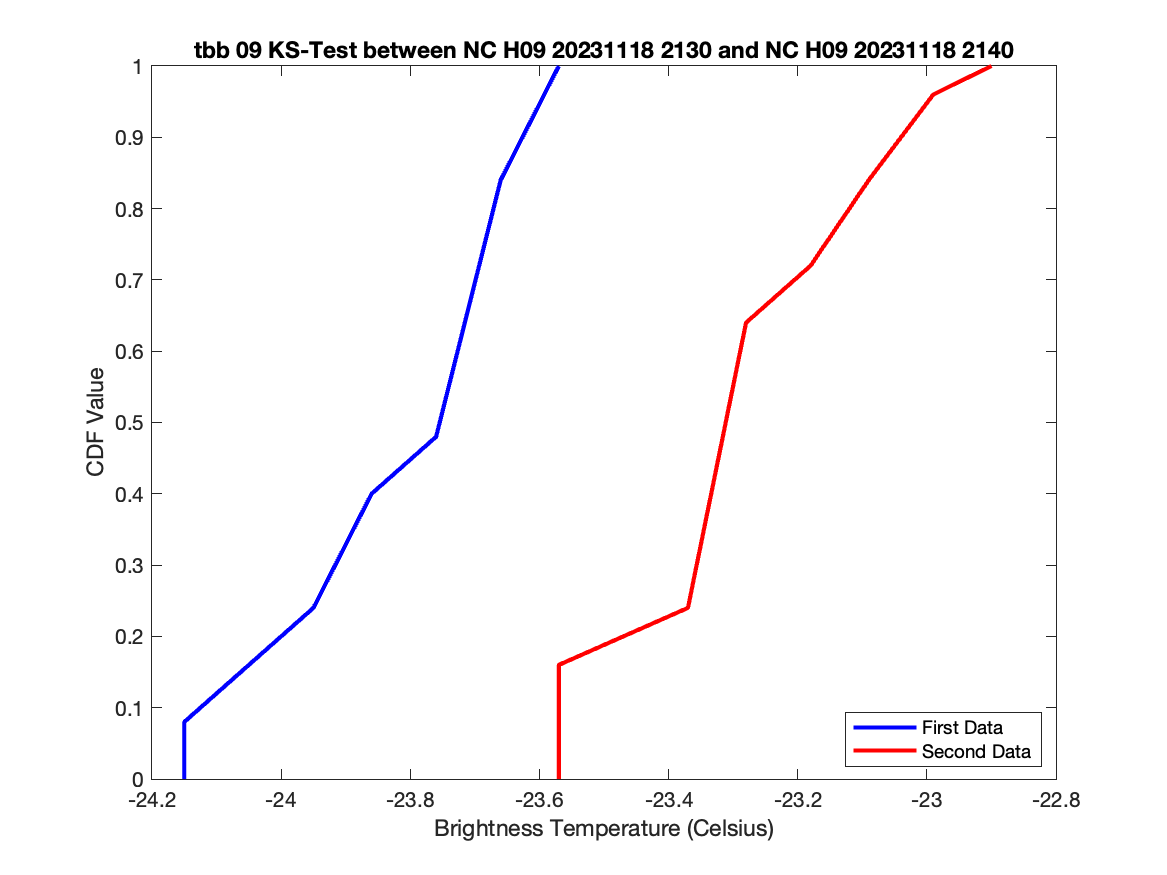 tbb 09 KS-Test between NC H09 20231118 2130 and NC H09 20231118 2140
1
0.9
0.8
0.7
0.6
0.5
0.4
0.3
0.2
0.1
0
CDF Value
-24.2 -24 -23.8 -23.6 -23.4 -23.2 -23 -22.8
Brightness Temperature (Celsius)
First Data
Second Data